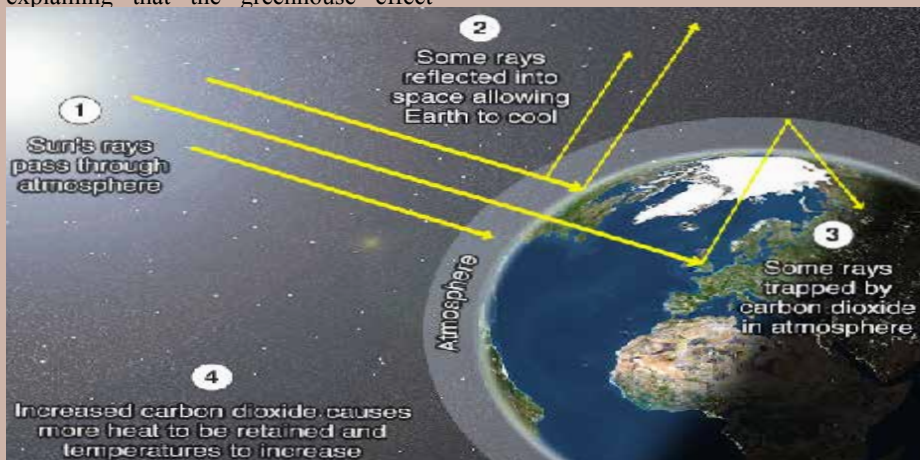 explaining that the greenhouse effect
1
Sun's rays
pass through
atmosphere
2
Some rays
reflected into
space allowing
Earth to cool
3
Some rays
trapped by
carbon dioxide
in atmosphere
Atmosphere
4
Increased carbon dioxide causes
more heat to be retained and
temperatures to increase